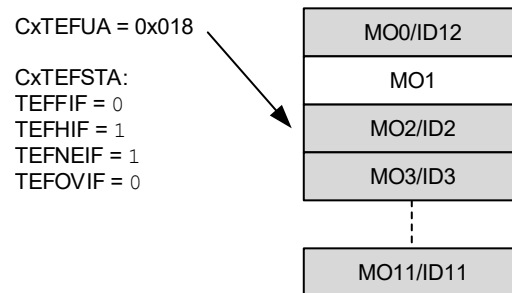 CxTEFUA = 0x018
CxTEFSTA:
TEFFIF = 0
TEFHIF = 1
TEFNEIF = 1
TEFOVIF = 0
MO0/ID12
MO1
MO2/ID2
MO3/ID3
MO11/ID11